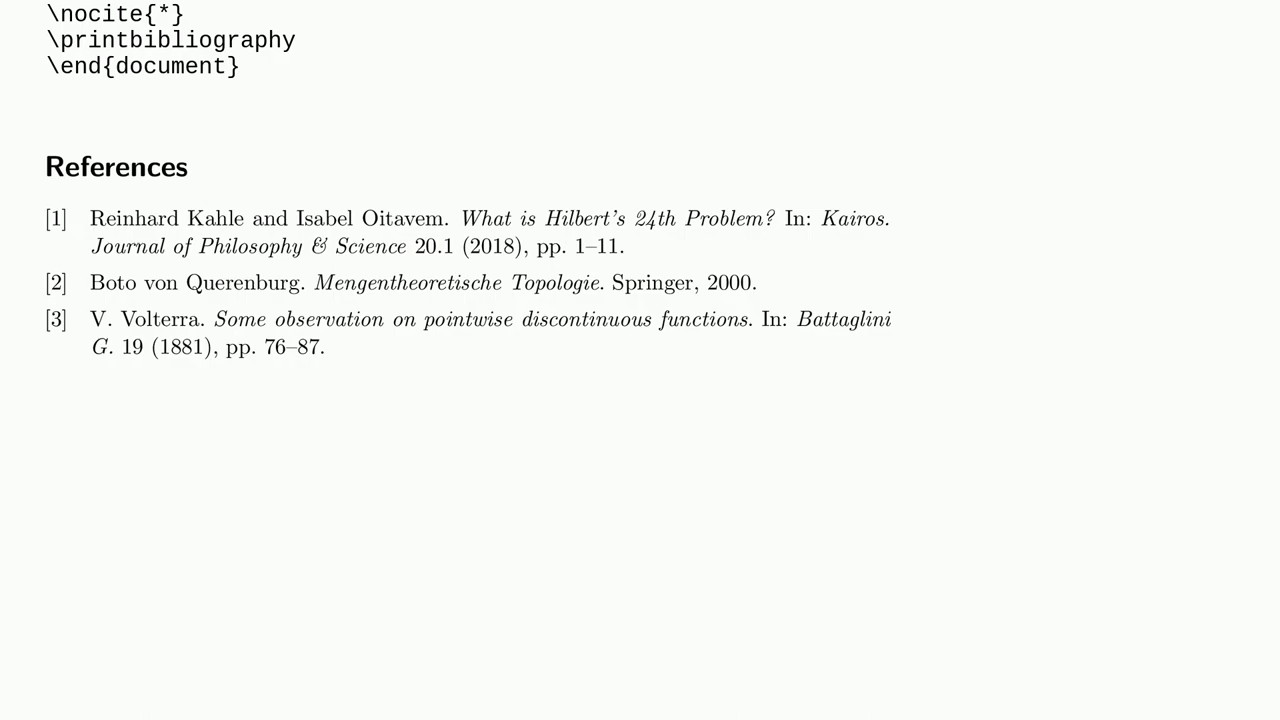 \nocite{*}
\printbibliography
\end{document}
References
[1] Reinhard Kahle and Isabel Oitavem. What is Hilbert's 24th Problem? In: Kairos.
Journal of Philosophy & Science 20.1 (2018), pp. 1–11.
[2] Boto von Querenburg. Mengentheoretische Topologie. Springer, 2000.
[3] V. Volterra. Some observation on pointwise discontinuous functions. In: Battaglini
G. 19 (1881), pp. 76–87.